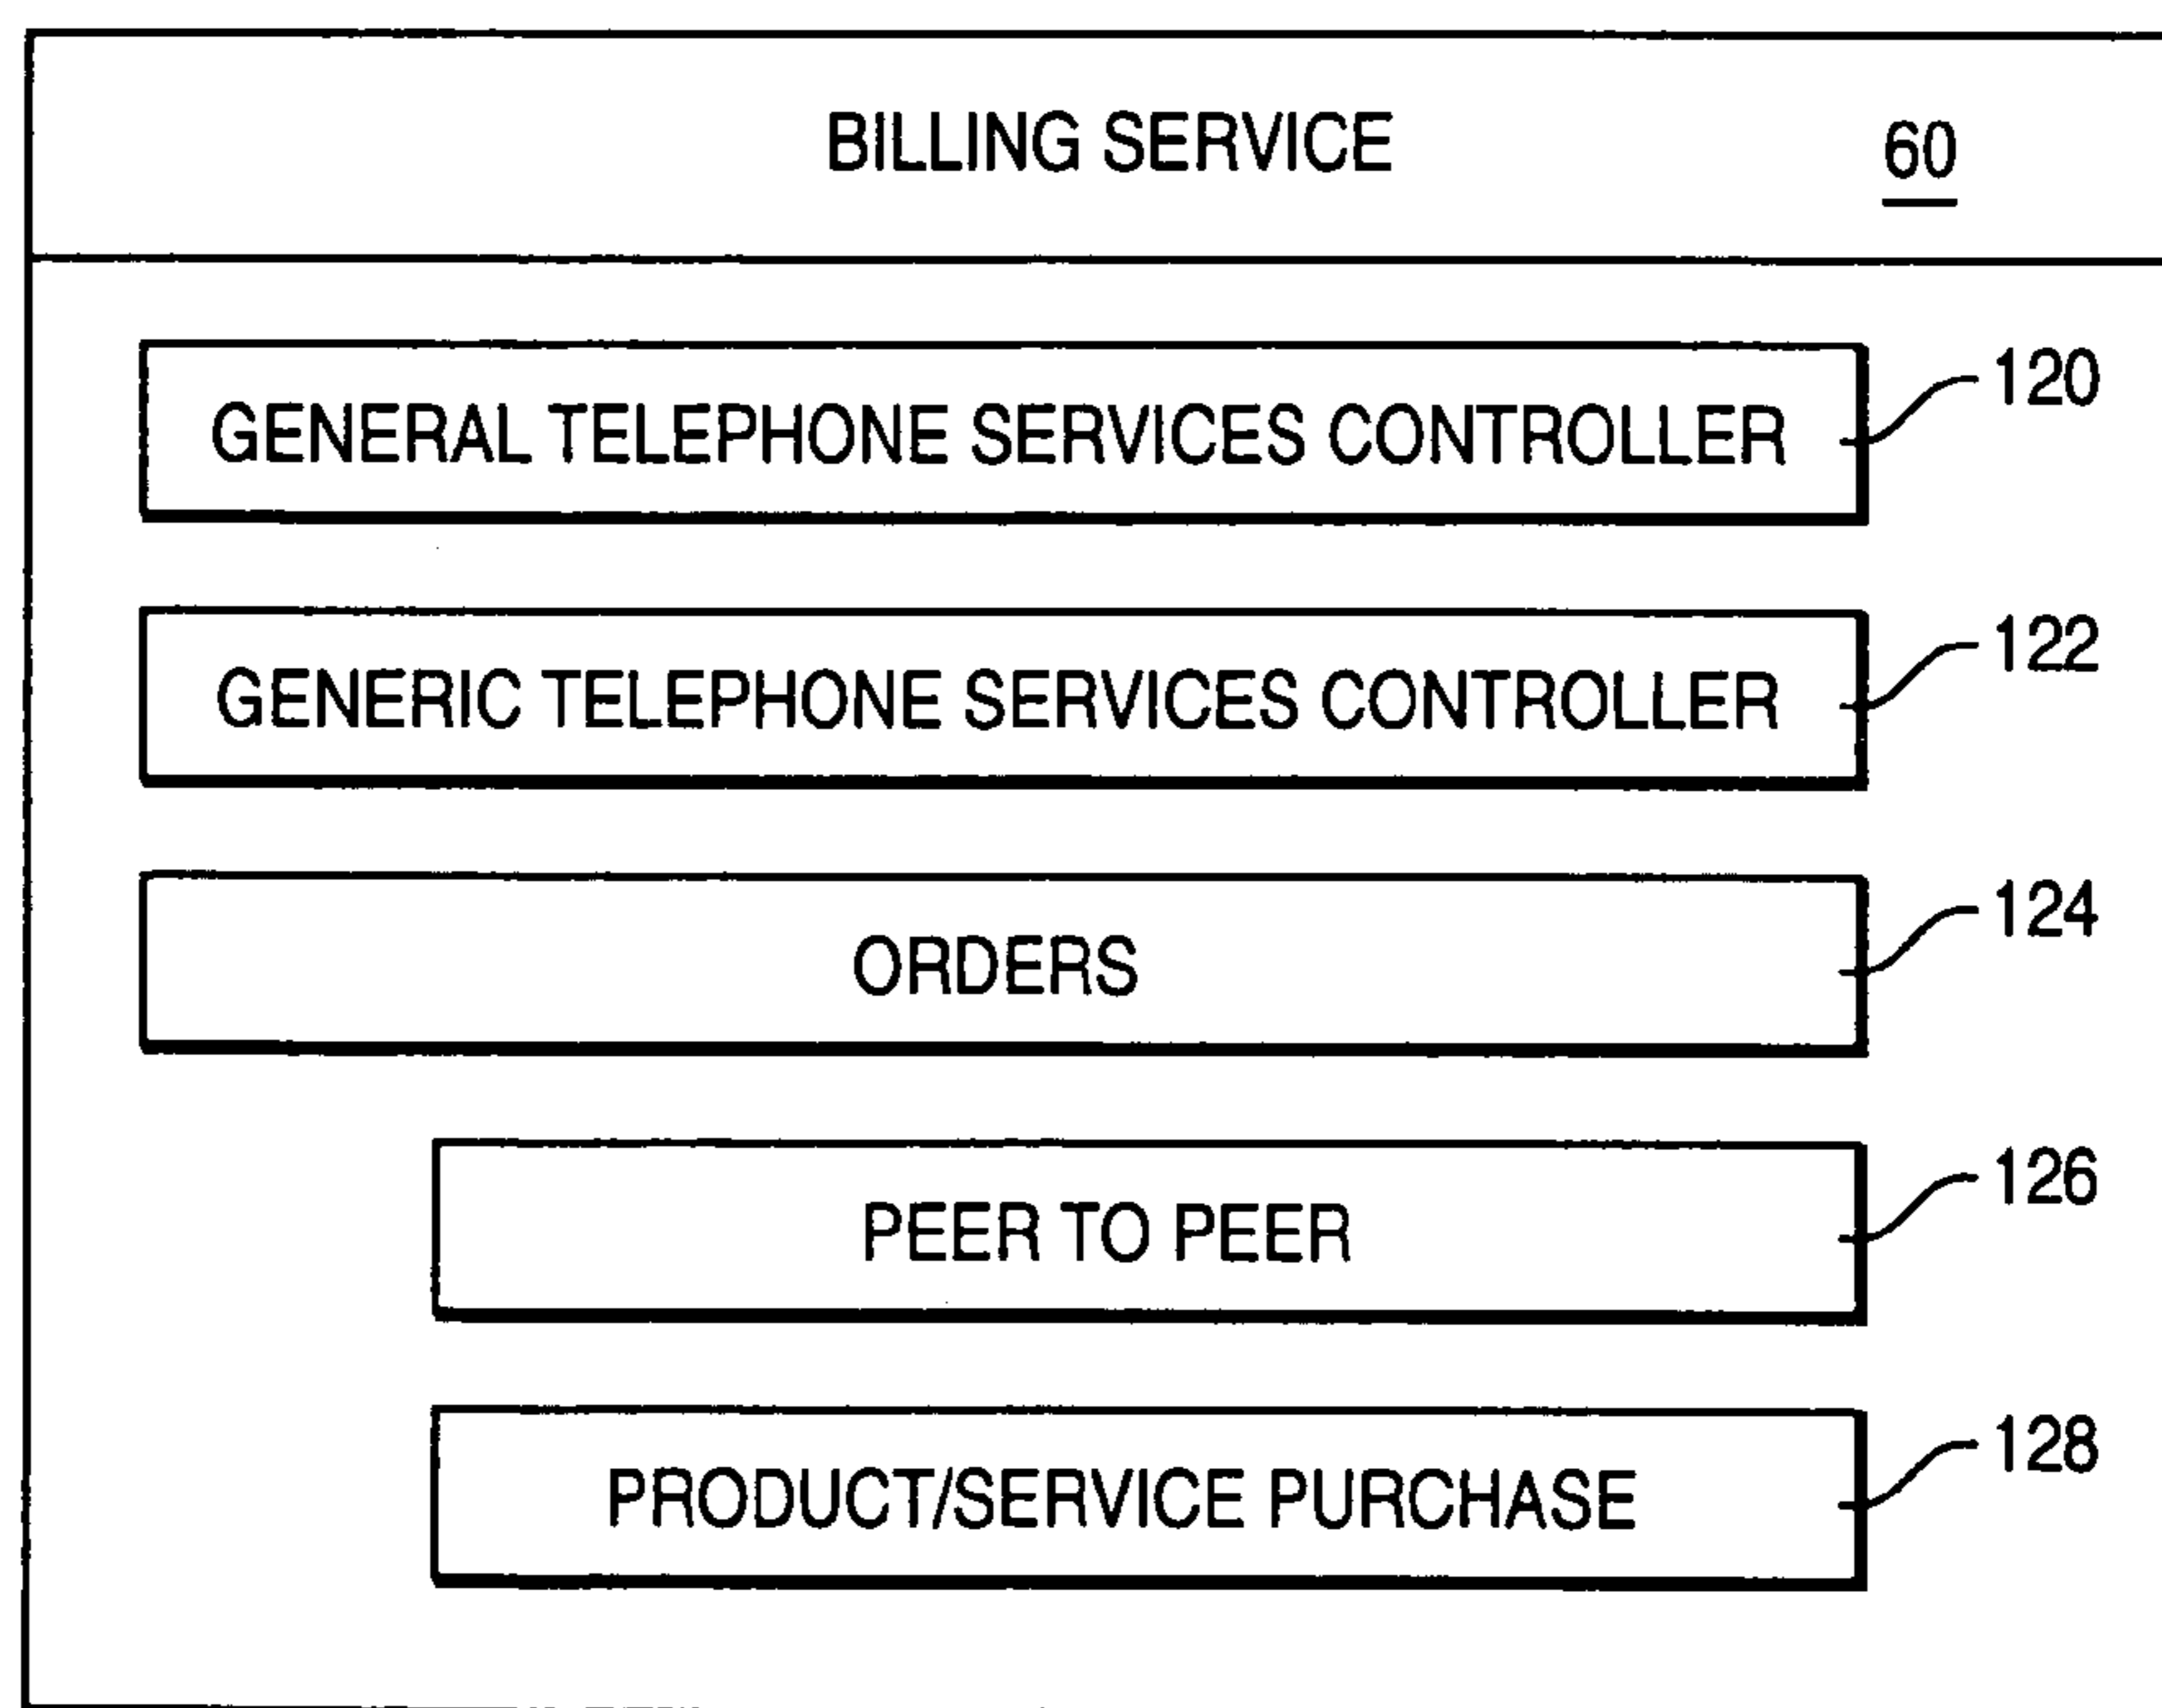 BILLING SERVICE 60
GENERAL TELEPHONE SERVICES CONTROLLER 120
GENERIC TELEPHONE SERVICES CONTROLLER 122
ORDERS 124
PEER TO PEER 126
PRODUCT/SERVICE PURCHASE 128